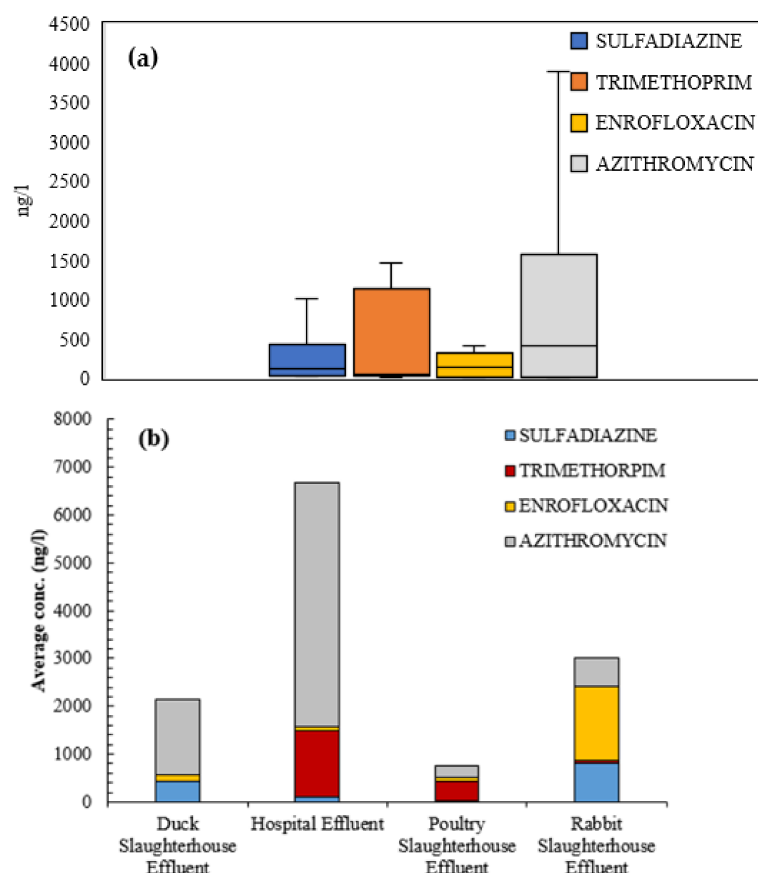 4500
4000
3500
3000
2500
2000
1500
1000
500
0
ng/l
(a)
SULFADIAZINE
TRIMETHOPRIM
ENROFLOXACIN
AZITHROMYCIN
8000
7000
6000
5000
4000
3000
2000
1000
0
Average conc. (ng/l)
(b)
SULFADIAZINE
TRIMETHORPIM
ENROFLOXACIN
AZITHROMYCIN
Duck
Slaughterhouse
Effluent
Hospital Effluent
Poultry
Slaughterhouse
Effluent
Rabbit
Slaughterhouse
Effluent